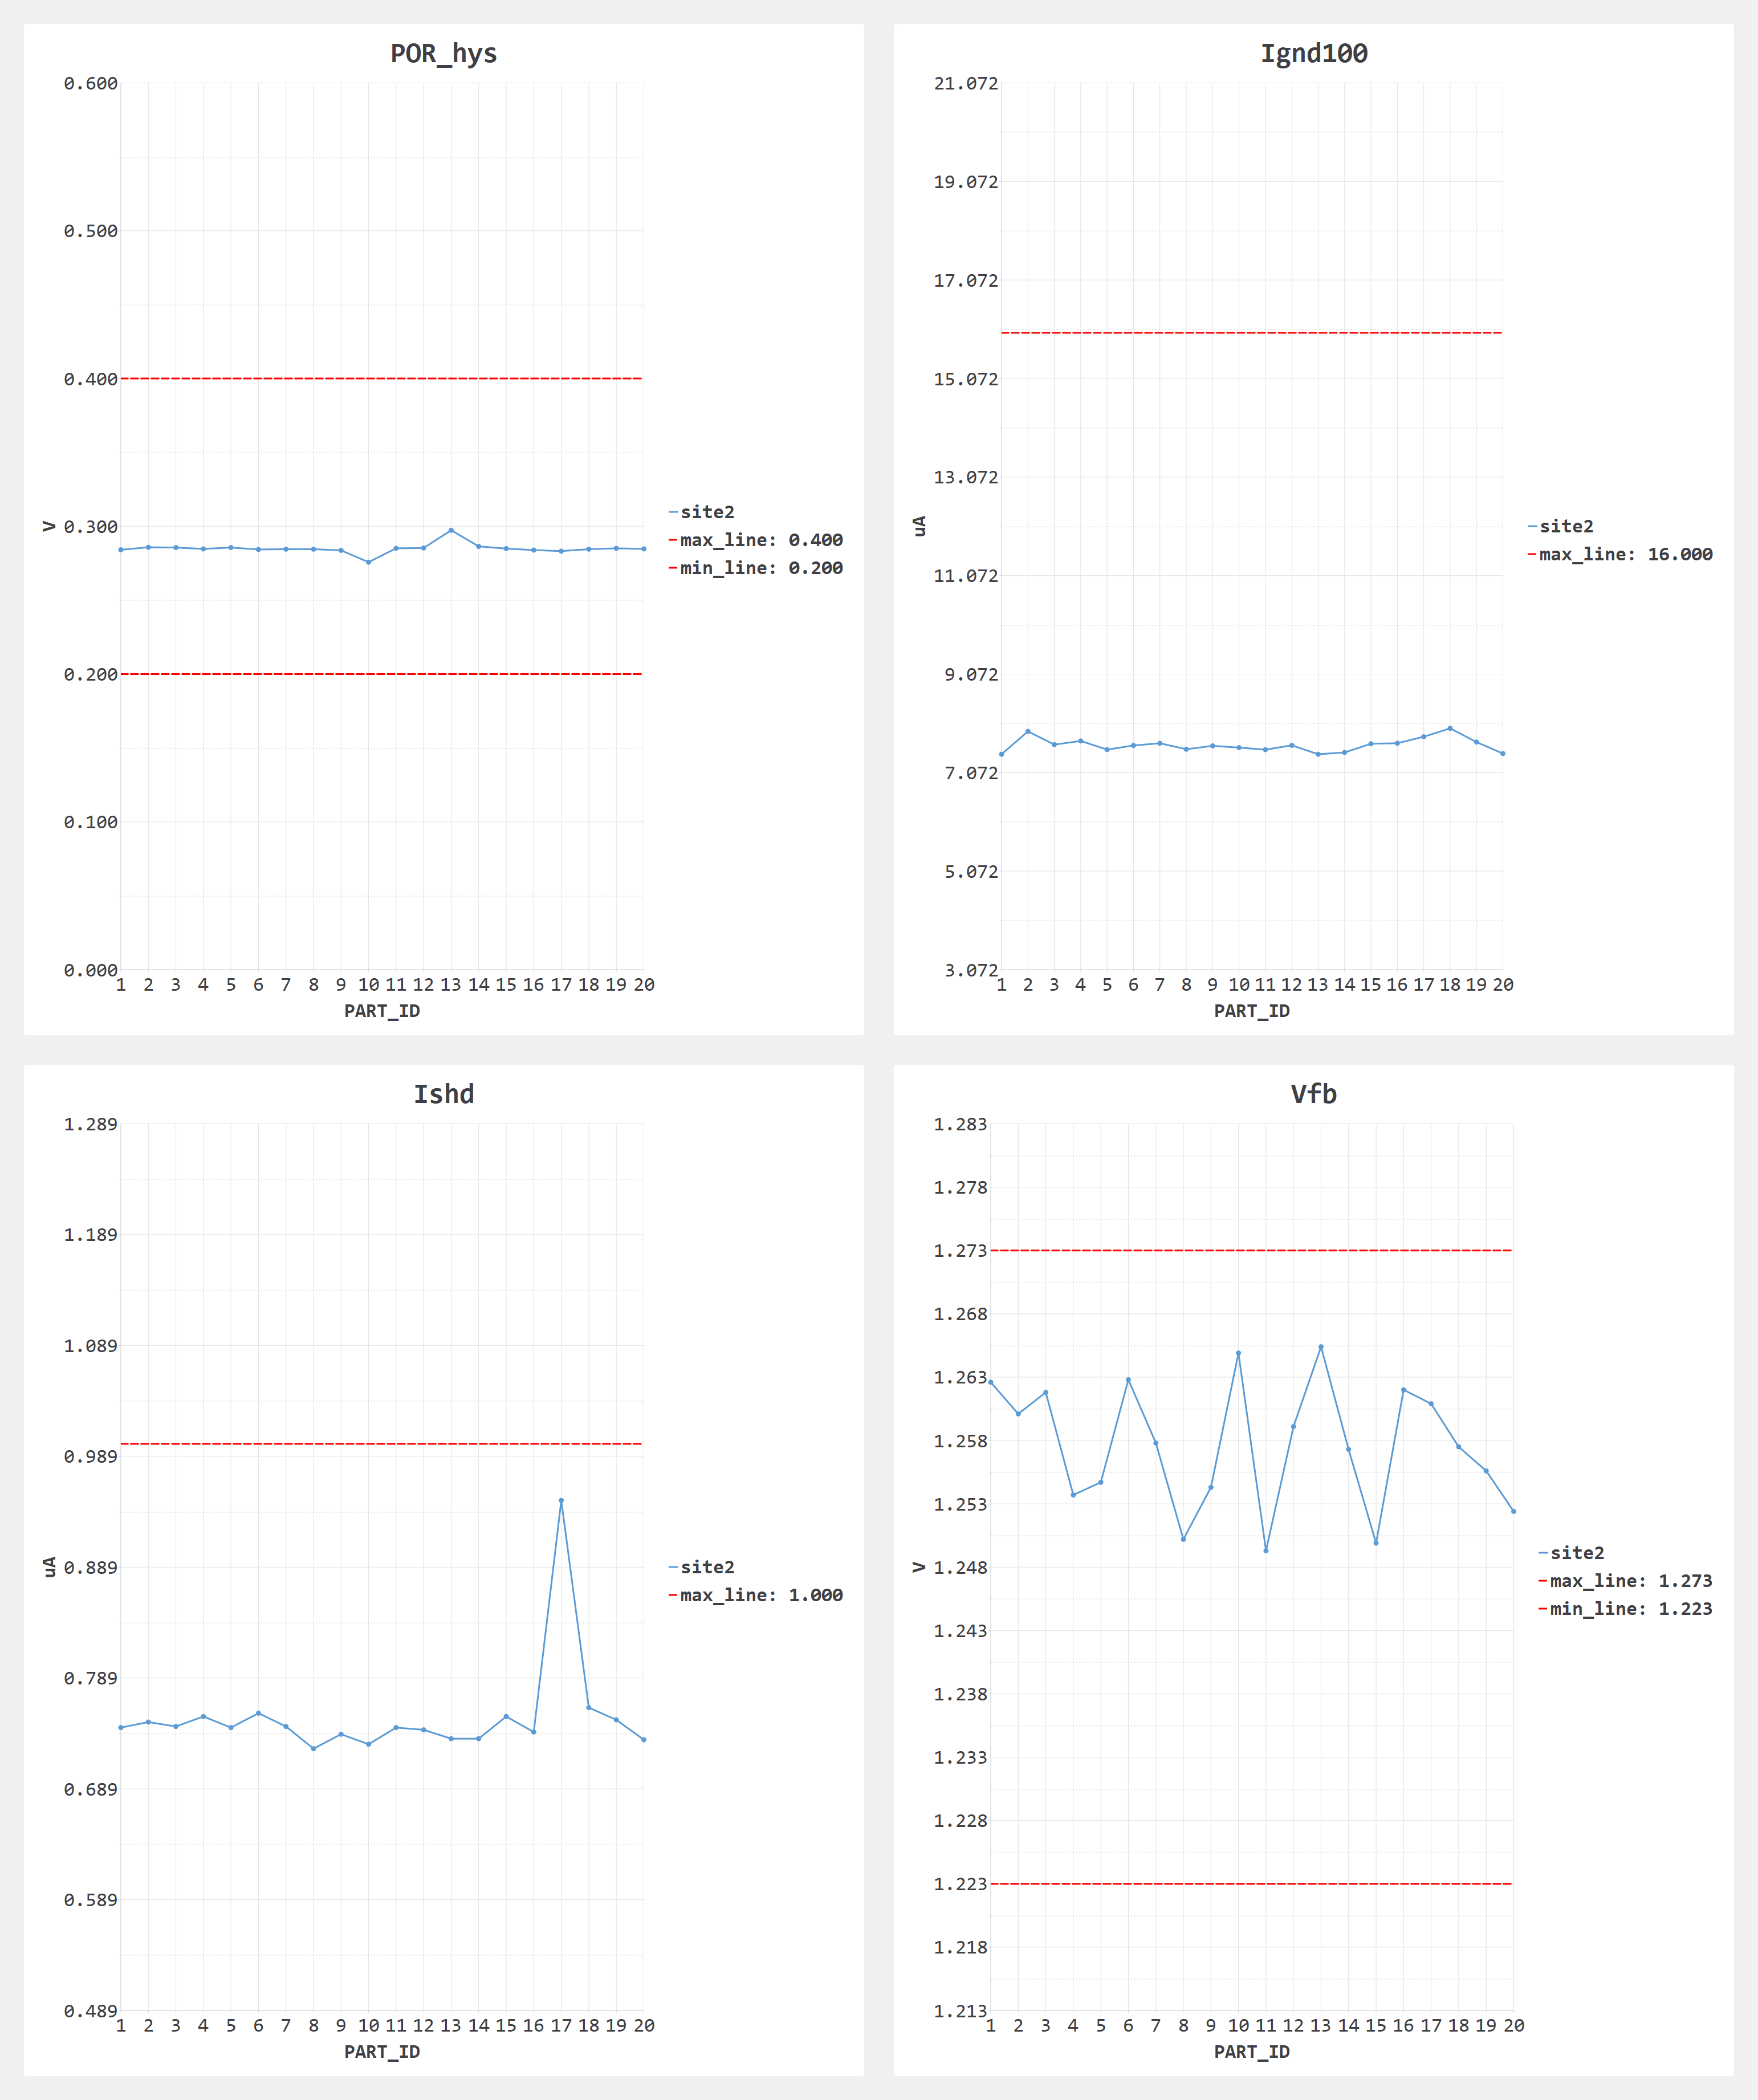 POR_hys
0.600
0.500
0.400
V 0.300
0.200
0.100
0.000
1 2 3 4 5 6 7 8 9 10 11 12 13 14 15 16 17 18 19 20
PART_ID
site2
max_line: 0.400
min_line: 0.200
Ignd100
21.072
19.072
17.072
15.072
13.072
uA
11.072
9.072
7.072
5.072
3.072
1 2 3 4 5 6 7 8 9 10 11 12 13 14 15 16 17 18 19 20
PART_ID
site2
max_line: 16.000
Ishd
1.289
1.189
1.089
0.989
uA 0.889
0.789
0.689
0.589
0.489
1 2 3 4 5 6 7 8 9 10 11 12 13 14 15 16 17 18 19 20
PART_ID
site2
max_line: 1.000
Vfb
1.283
1.278
1.273
1.268
1.263
1.258
1.253
V 1.248
1.243
1.238
1.233
1.228
1.223
1.218
1.213
1 2 3 4 5 6 7 8 9 10 11 12 13 14 15 16 17 18 19 20
PART_ID
site2
max_line: 1.273
min_line: 1.223